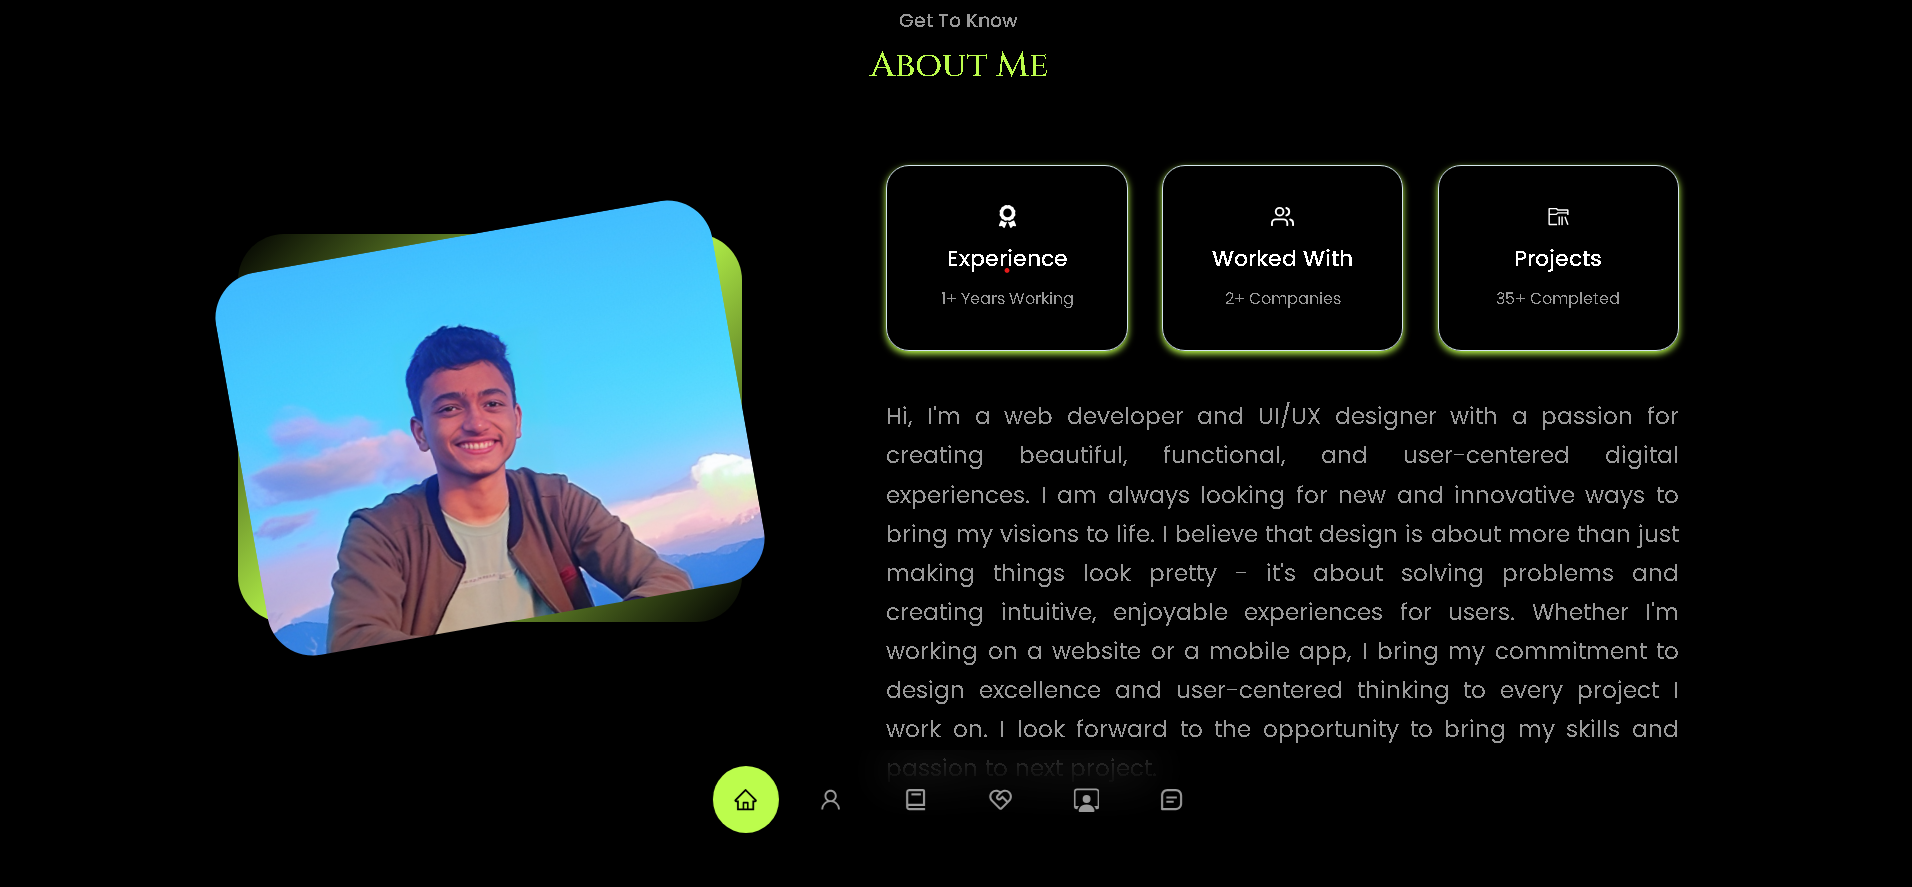 Get To Know
About Me
Experience
1+ Years Working
Worked With
2+ Companies
Projects
35+ Completed
Hi, I'm a web developer and UI/UX designer with a passion for
creating beautiful, functional, and user-centered digital
experiences. I am always looking for new and innovative ways to
bring my visions to life. I believe that design is about more than just
making things look pretty - it's about solving problems and
creating intuitive, enjoyable experiences for users. Whether I'm
working on a website or a mobile app, I bring my commitment to
design excellence and user-centered thinking to every project I
work on. I look forward to the opportunity to bring my skills and
passion to next project.